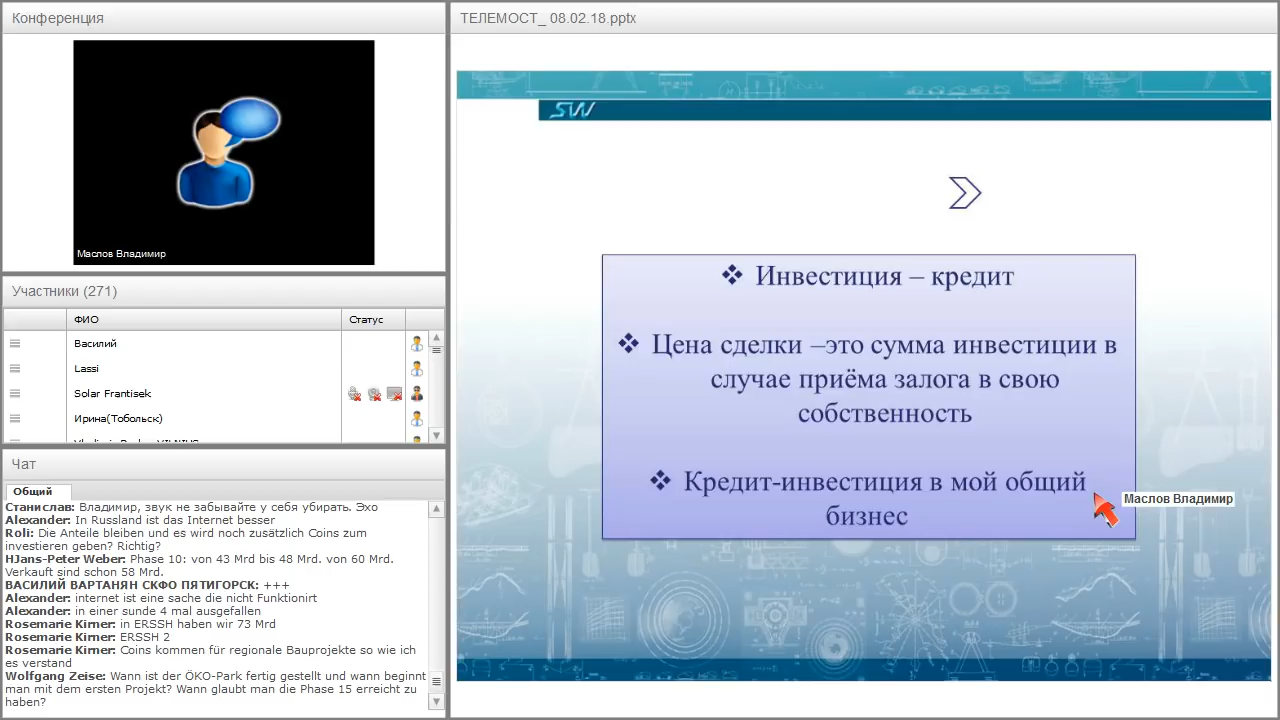 Конференция
Маслов Владимир
Участники (271)
ФИО
Статус
Василий
Lassi
Solar Frantisek
Ирина(Тобольск)
Чат
Общий
Станислав: Владимир, звук не забывайте у себя убирать. Эхо
Alexander: In Russland ist das Internet besser
Roli: Die Anteile bleiben und es wird noch zusätzlich Coins zum
investieren geben? Richtig?
HJans-Peter Weber: Phase 10: von 43 Mrd bis 48 Mrd. von 60 Mrd.
Verkauft sind schon 58 Mrd.
ВАСИЛИЙ ВАРТАНЯН СКФО ПЯТИГОРСК: +++
Alexander: internet ist eine sache die nicht Funktionirt
Alexander: in einer sunde 4 mal ausgefallen
Rosemarie Kirner: in ERSSH haben wir 73 Mrd
Rosemarie Kirner: ERSSH 2
Rosemarie Kirner: Coins kommen für regionale Bauprojekte so wie ich
es verstand
Wolfgang Zeise: Wann ist der ÖKO-Park fertig gestellt und wann beginnt
man mit dem ersten Projekt? Wann glaubt man die Phase 15 erreicht zu
haben?
ТЕЛЕМОСТ_ 08.02.18.pptx
SW
❖ Инвестиция – кредит
❖ Цена сделки –это сумма инвестиции в
случае приёма залога в свою
собственность
❖ Кредит-инвестиция в мой общий
бизнес
Маслов Владимир